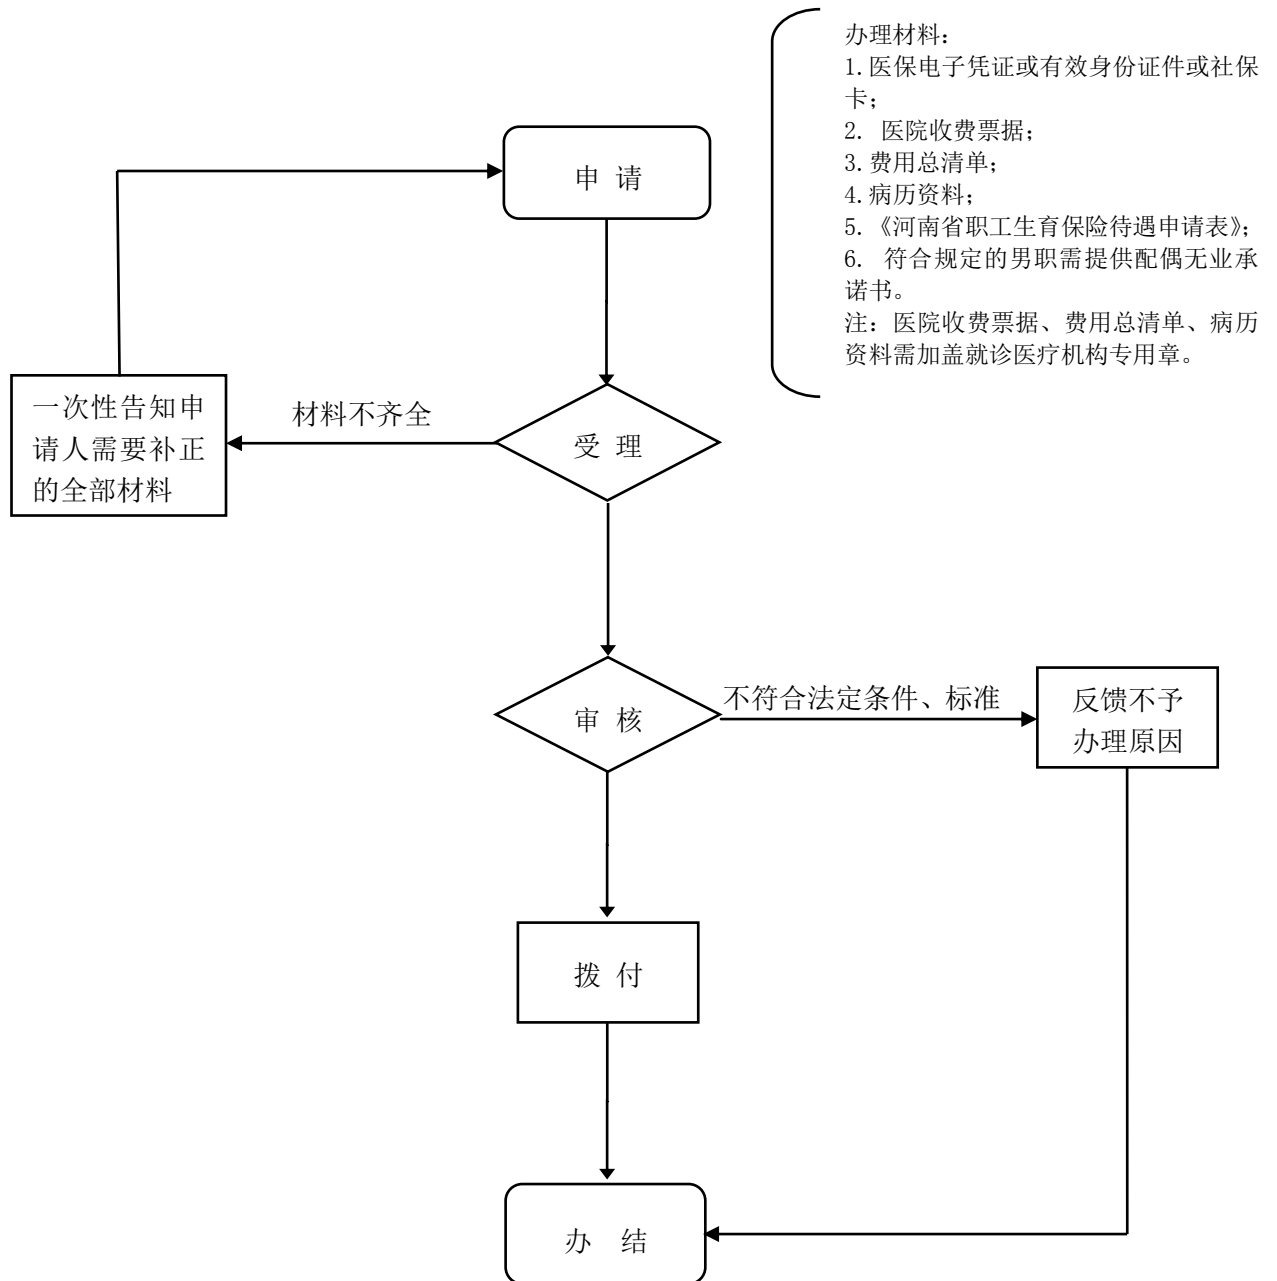 办理材料：
1.医保电子凭证或有效身份证件或社保
卡；
2. 医院收费票据；
3.费用总清单；
4.病历资料；
5.《河南省职工生育保险待遇申请表》；
6. 符合规定的男职需提供配偶无业承
诺书。
注：医院收费票据、费用总清单、病历
资料需加盖就诊医疗机构专用章。
申 请
一次性告知申
请人需要补正
的全部材料
材料不齐全
受 理
审 核
不符合法定条件、标准
反馈不予
办理原因
拨 付
办 结